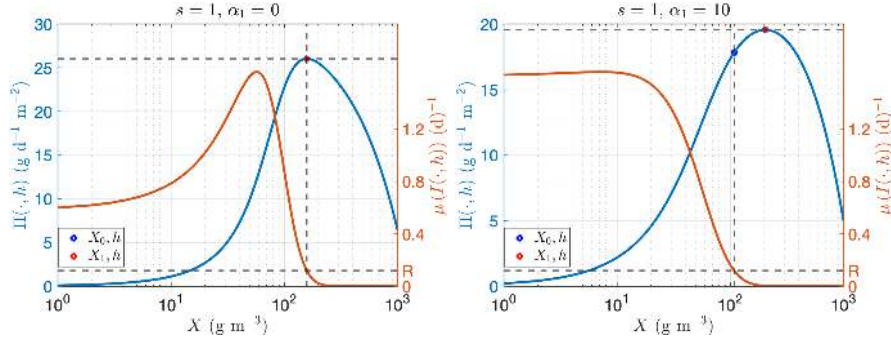 s = 1, α₁ = 0
Π(·, h) (g d⁻¹ m⁻²)
30
25
20
15
10
5
0
μ(I(·, h)) (d)⁻¹
1.2
0.8
0.4
R
0
X₀, h
X₁, h
10⁰
10¹
10²
10³
X (g m⁻³)
s = 1, α₁ = 10
Π(·, h) (g d⁻¹ m⁻²)
20
15
10
5
0
μ(I(·, h)) (d)⁻¹
1.2
0.8
0.4
R
0
X₀, h
X₁, h
10⁰
10¹
10²
10³
X (g m⁻³)